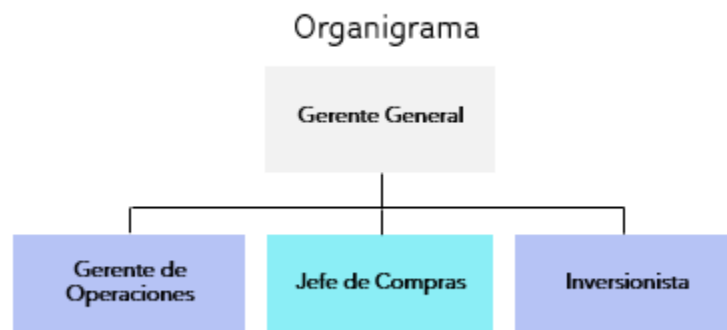 Organigrama
Gerente General
Gerente de
Operaciones
Jefe de Compras
Inversionista